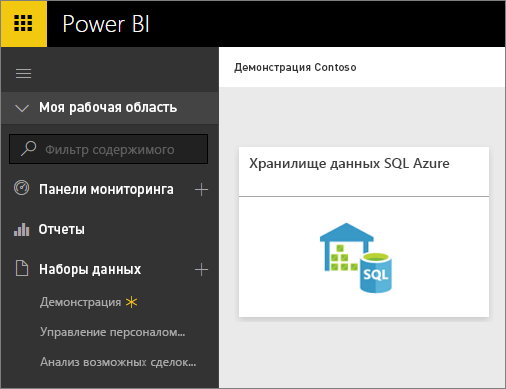 Power BI
Моя рабочая область
Фильтр содержимого
Панели мониторинга
Отчеты
Наборы данных
Демонстрация
Управление персоналом...
Анализ возможных сделок...
Демонстрация Contoso
Хранилище данных SQL Azure
SQL